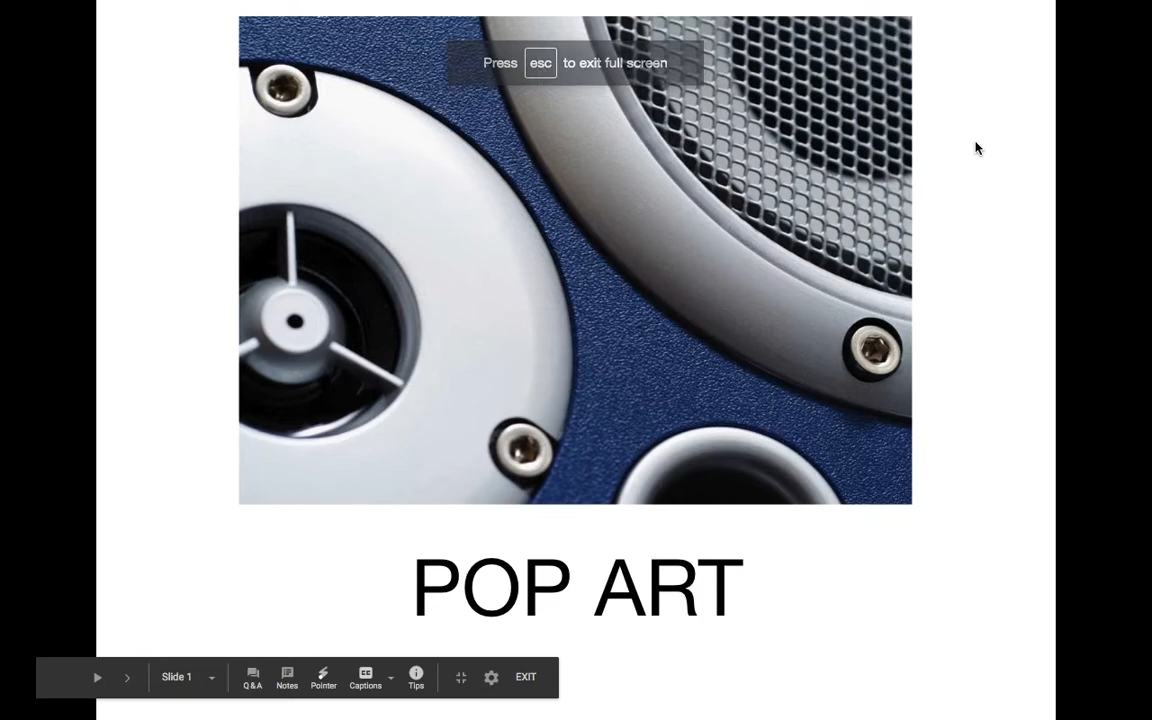 Press esc to exit full screen
POP ART
Slide 1
Q&A
Notes
Pointer
Captions
Tips
EXIT